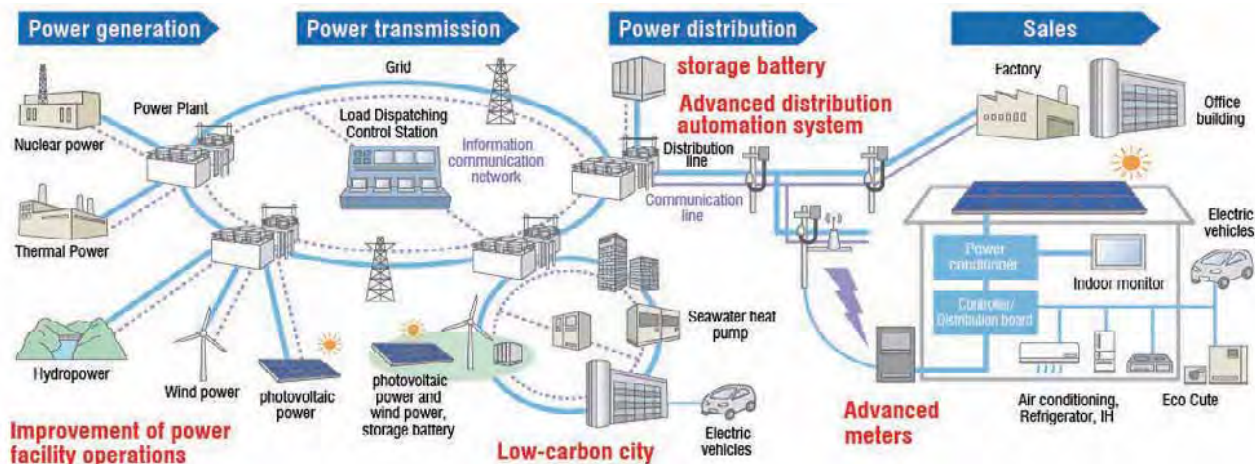 Power generation
Power transmission
Power distribution
Sales
Grid
storage battery
Factory
Power Plant
Load Dispatching
Control Station
Advanced distribution
automation system
Office
building
Nuclear power
Information
communication
network
Distribution
line
Communication
line
Thermal Power
Electric
vehicles
Power
conditioner
Indoor monitor
Controller/
Distribution board
Seawater heat
pump
Hydropower
Wind power
photovoltaic
power
photovoltaic
power and
wind power,
storage battery
Air conditioning,
Refrigerator, IH
Eco Cute
Advanced
meters
Electric
vehicles
Improvement of power
facility operations
Low-carbon city